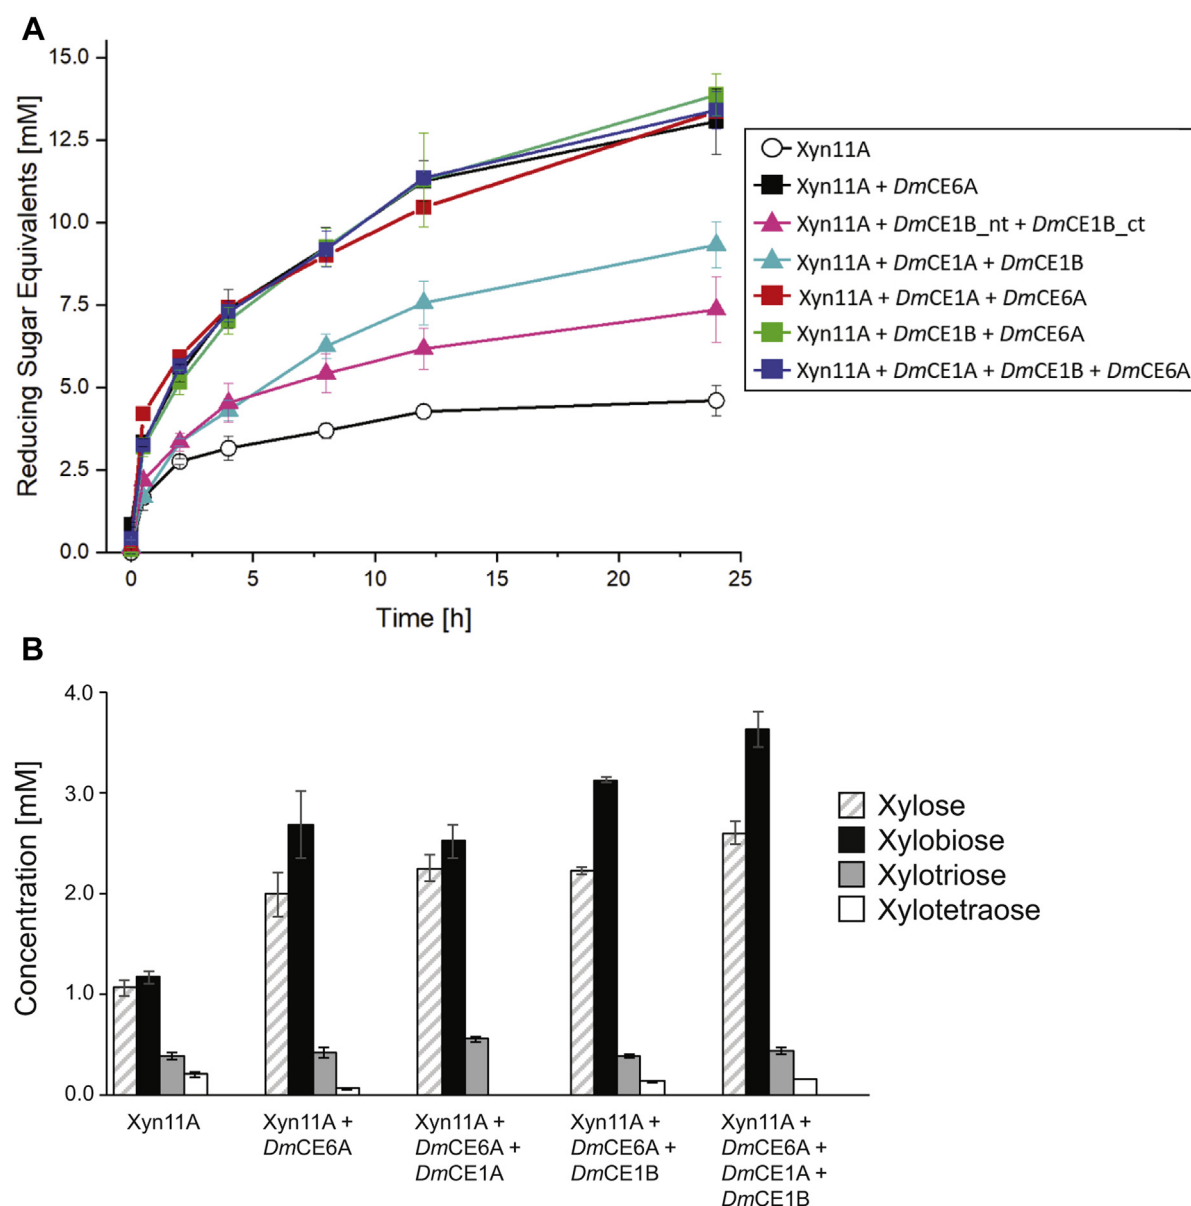 A
Reducing Sugar Equivalents [mM]
15.0
12.5
10.0
7.5
5.0
2.5
0.0
0
5
10
15
20
25
Time [h]
Xyn11A
Xyn11A + DmCE6A
Xyn11A + DmCE1B_nt + DmCE1B_ct
Xyn11A + DmCE1A + DmCE1B
Xyn11A + DmCE1A + DmCE6A
Xyn11A + DmCE1B + DmCE6A
Xyn11A + DmCE1A + DmCE1B + DmCE6A
B
Concentration [mM]
4.0
3.0
2.0
1.0
0.0
Xylose
Xylobiose
Xylotriose
Xylotetraose
Xyn11A
Xyn11A +
DmCE6A
Xyn11A +
DmCE6A +
DmCE1A
Xyn11A +
DmCE6A +
DmCE1B
Xyn11A +
DmCE6A +
DmCE1A +
DmCE1B